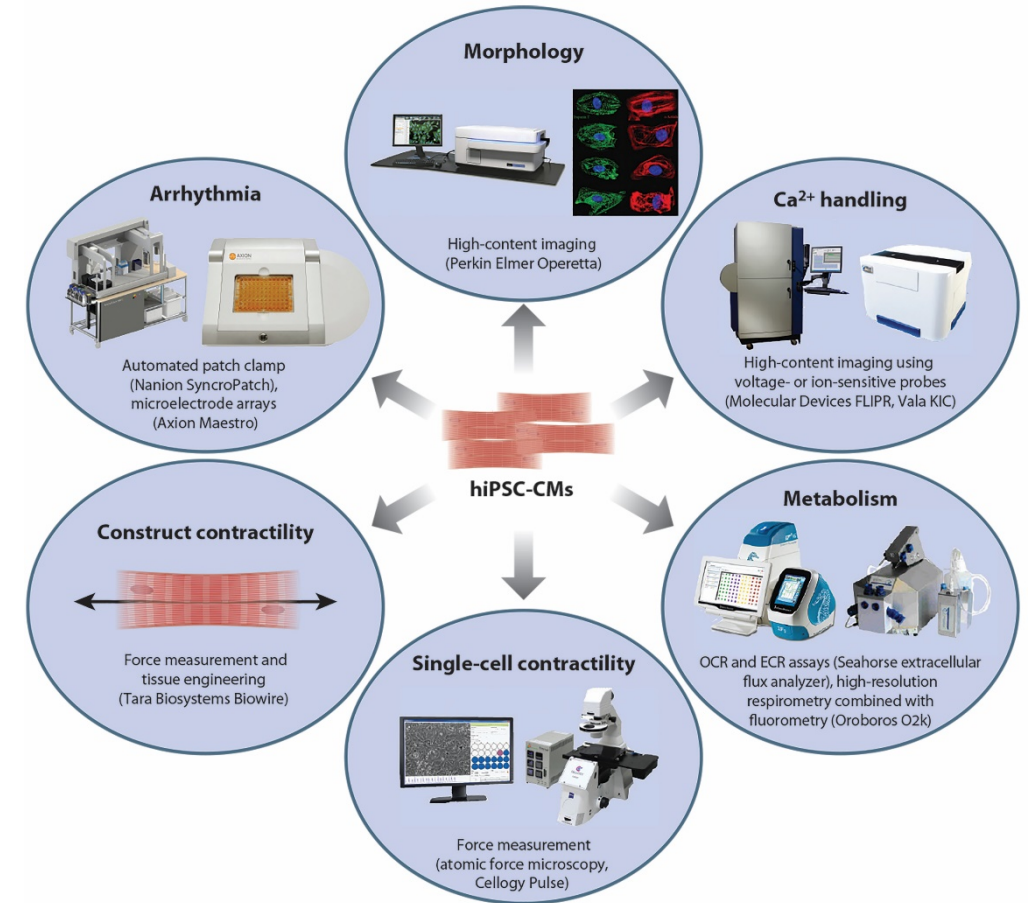 Morphology
High-content imaging
(Perkin Elmer Operetta)
Arrhythmia
AXION
Automated patch clamp
(Nanion SyncroPatch),
microelectrode arrays
(Axion Maestro)
Ca²⁺ handling
High-content imaging using
voltage- or ion-sensitive probes
(Molecular Devices FLIPR, Vala KIC)
hiPSC-CMs
Construct contractility
Force measurement and
tissue engineering
(Tara Biosystems Biowire)
Metabolism
OCR and ECR assays (Seahorse extracellular
flux analyzer), high-resolution
respirometry combined with
fluorometry (Oroboros O2k)
Single-cell contractility
Force measurement
(atomic force microscopy,
Cellogy Pulse)